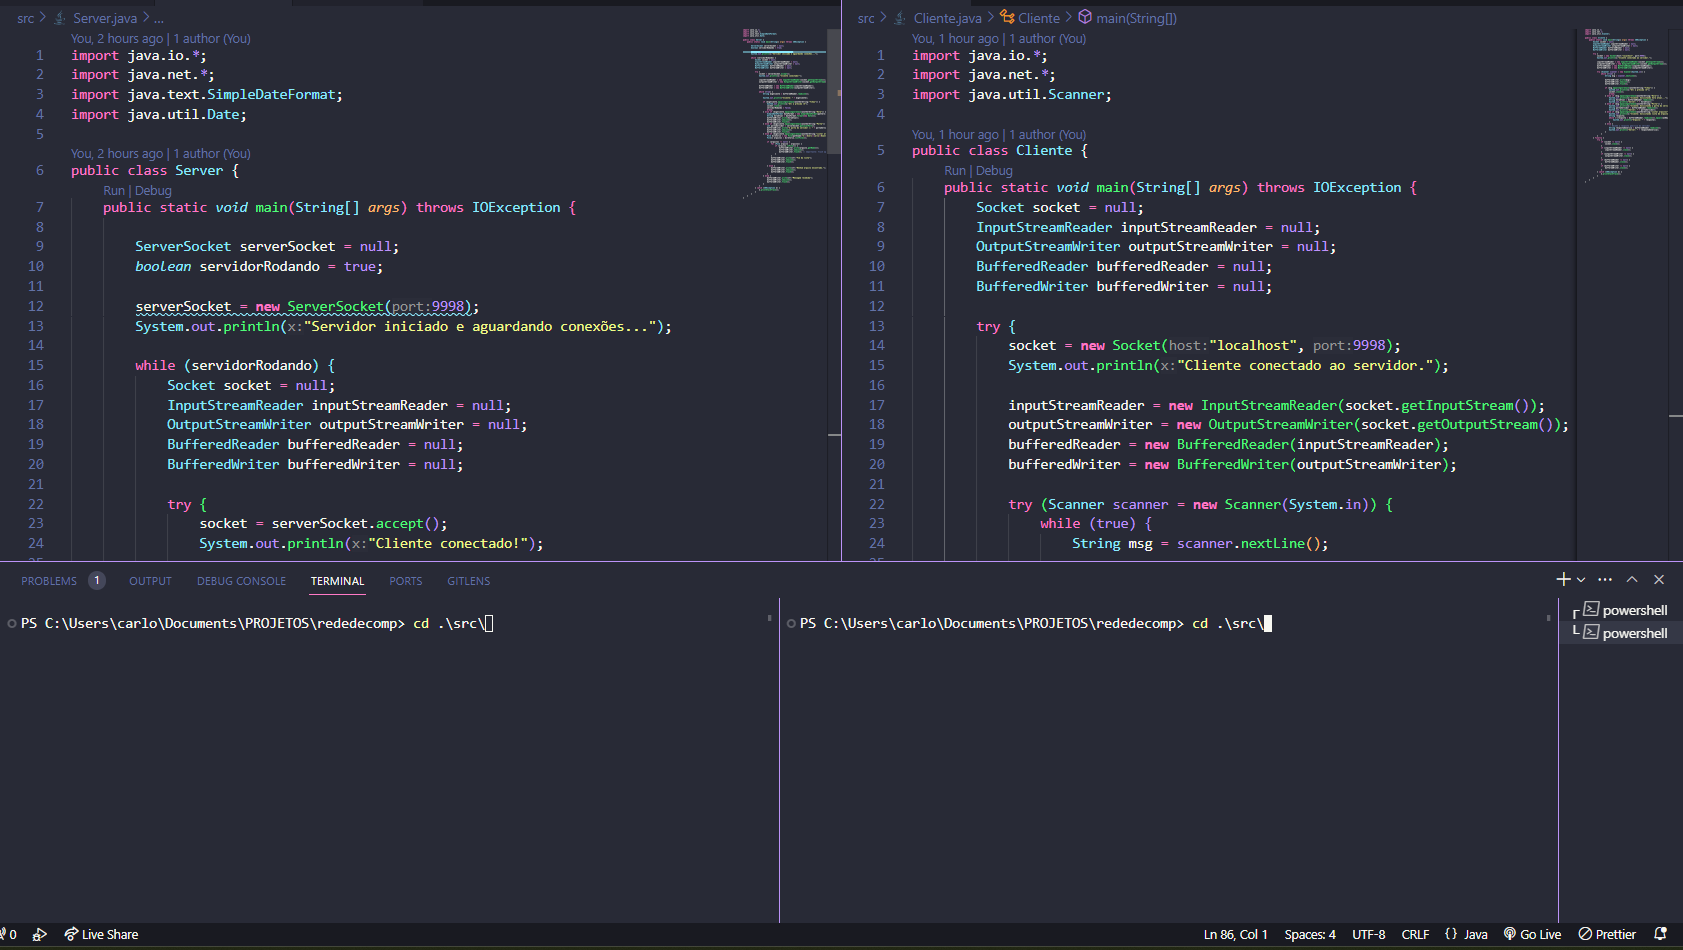 src > Server.java > ...
You, 2 hours ago | 1 author (You)
1 import java.io.*;
2 import java.net.*;
3 import java.text.SimpleDateFormat;
4 import java.util.Date;
5
You, 2 hours ago | 1 author (You)
6 public class Server {
Run | Debug
7 public static void main(String[] args) throws IOException {
8
9 ServerSocket serverSocket = null;
10 boolean servidorRodando = true;
11
12 serverSocket = new ServerSocket(port:9998);
13 System.out.println(x:"Servidor iniciado e aguardando conexões...");
14
15 while (servidorRodando) {
16 Socket socket = null;
17 InputStreamReader inputStreamReader = null;
18 OutputStreamWriter outputStreamWriter = null;
19 BufferedReader bufferedReader = null;
20 BufferedWriter bufferedWriter = null;
21
22 try {
23 socket = serverSocket.accept();
24 System.out.println(x:"Cliente conectado!");
src > Cliente.java > Cliente > main(String[])
You, 1 hour ago | 1 author (You)
1 import java.io.*;
2 import java.net.*;
3 import java.util.Scanner;
4
You, 1 hour ago | 1 author (You)
5 public class Cliente {
Run | Debug
6 public static void main(String[] args) throws IOException {
7 Socket socket = null;
8 InputStreamReader inputStreamReader = null;
9 OutputStreamWriter outputStreamWriter = null;
10 BufferedReader bufferedReader = null;
11 BufferedWriter bufferedWriter = null;
12
13 try {
14 socket = new Socket(host:"localhost", port:9998);
15 System.out.println(x:"Cliente conectado ao servidor.");
16
17 inputStreamReader = new InputStreamReader(socket.getInputStream());
18 outputStreamWriter = new OutputStreamWriter(socket.getOutputStream());
19 bufferedReader = new BufferedReader(inputStreamReader);
20 bufferedWriter = new BufferedWriter(outputStreamWriter);
21
22 try (Scanner scanner = new Scanner(System.in)) {
23 while (true) {
24 String msg = scanner.nextLine();
PROBLEMS 1 OUTPUT DEBUG CONSOLE TERMINAL PORTS GITLENS
PS C:\Users\carlo\Documents\PROJETOS\rededecomp> cd .\src\
PS C:\Users\carlo\Documents\PROJETOS\rededecomp> cd .\src\
powershell
powershell
0 Live Share Ln 86, Col 1 Spaces: 4 UTF-8 CRLF {} Java Go Live Prettier